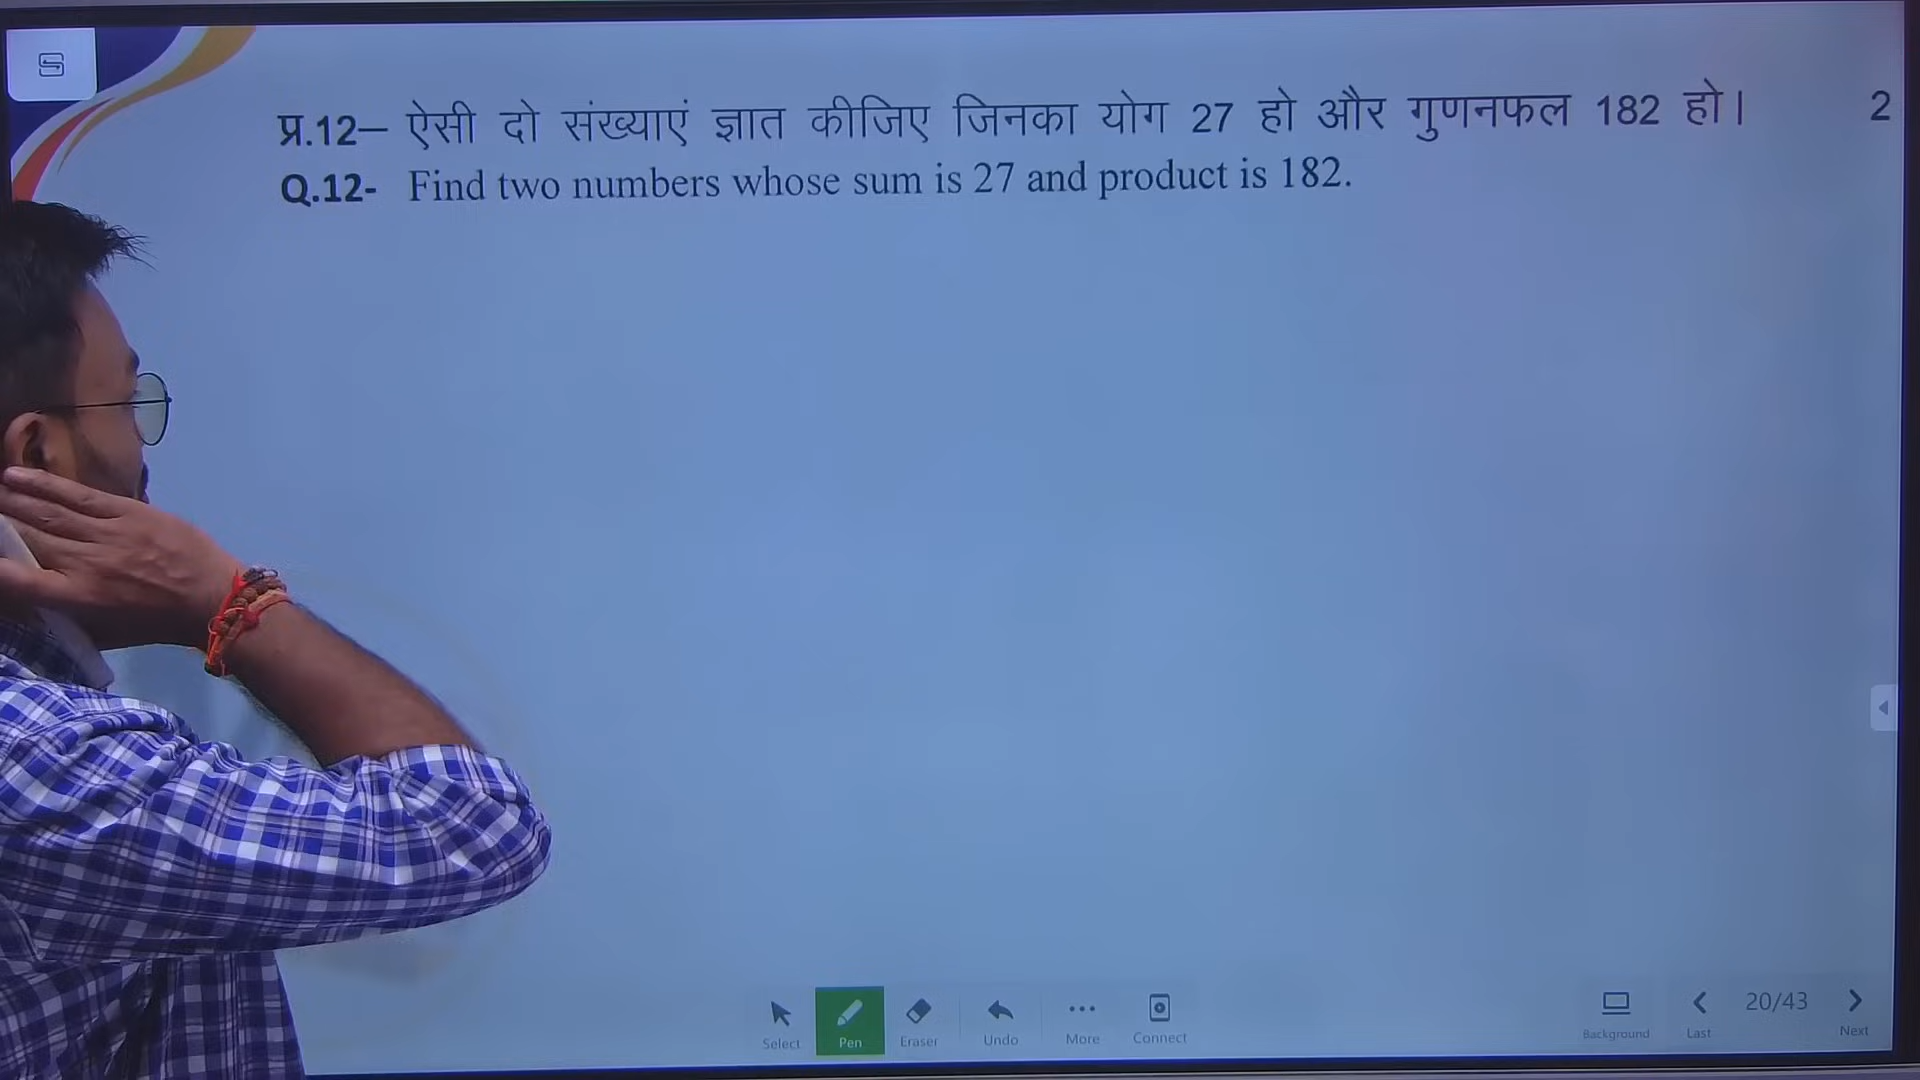 प्र.12– ऐसी दो संख्याएं ज्ञात कीजिए जिनका योग 27 हो और गुणनफल 182 हो। 2
Q.12- Find two numbers whose sum is 27 and product is 182.
Select Pen Eraser Undo More Connect Background Last 20/43 Next